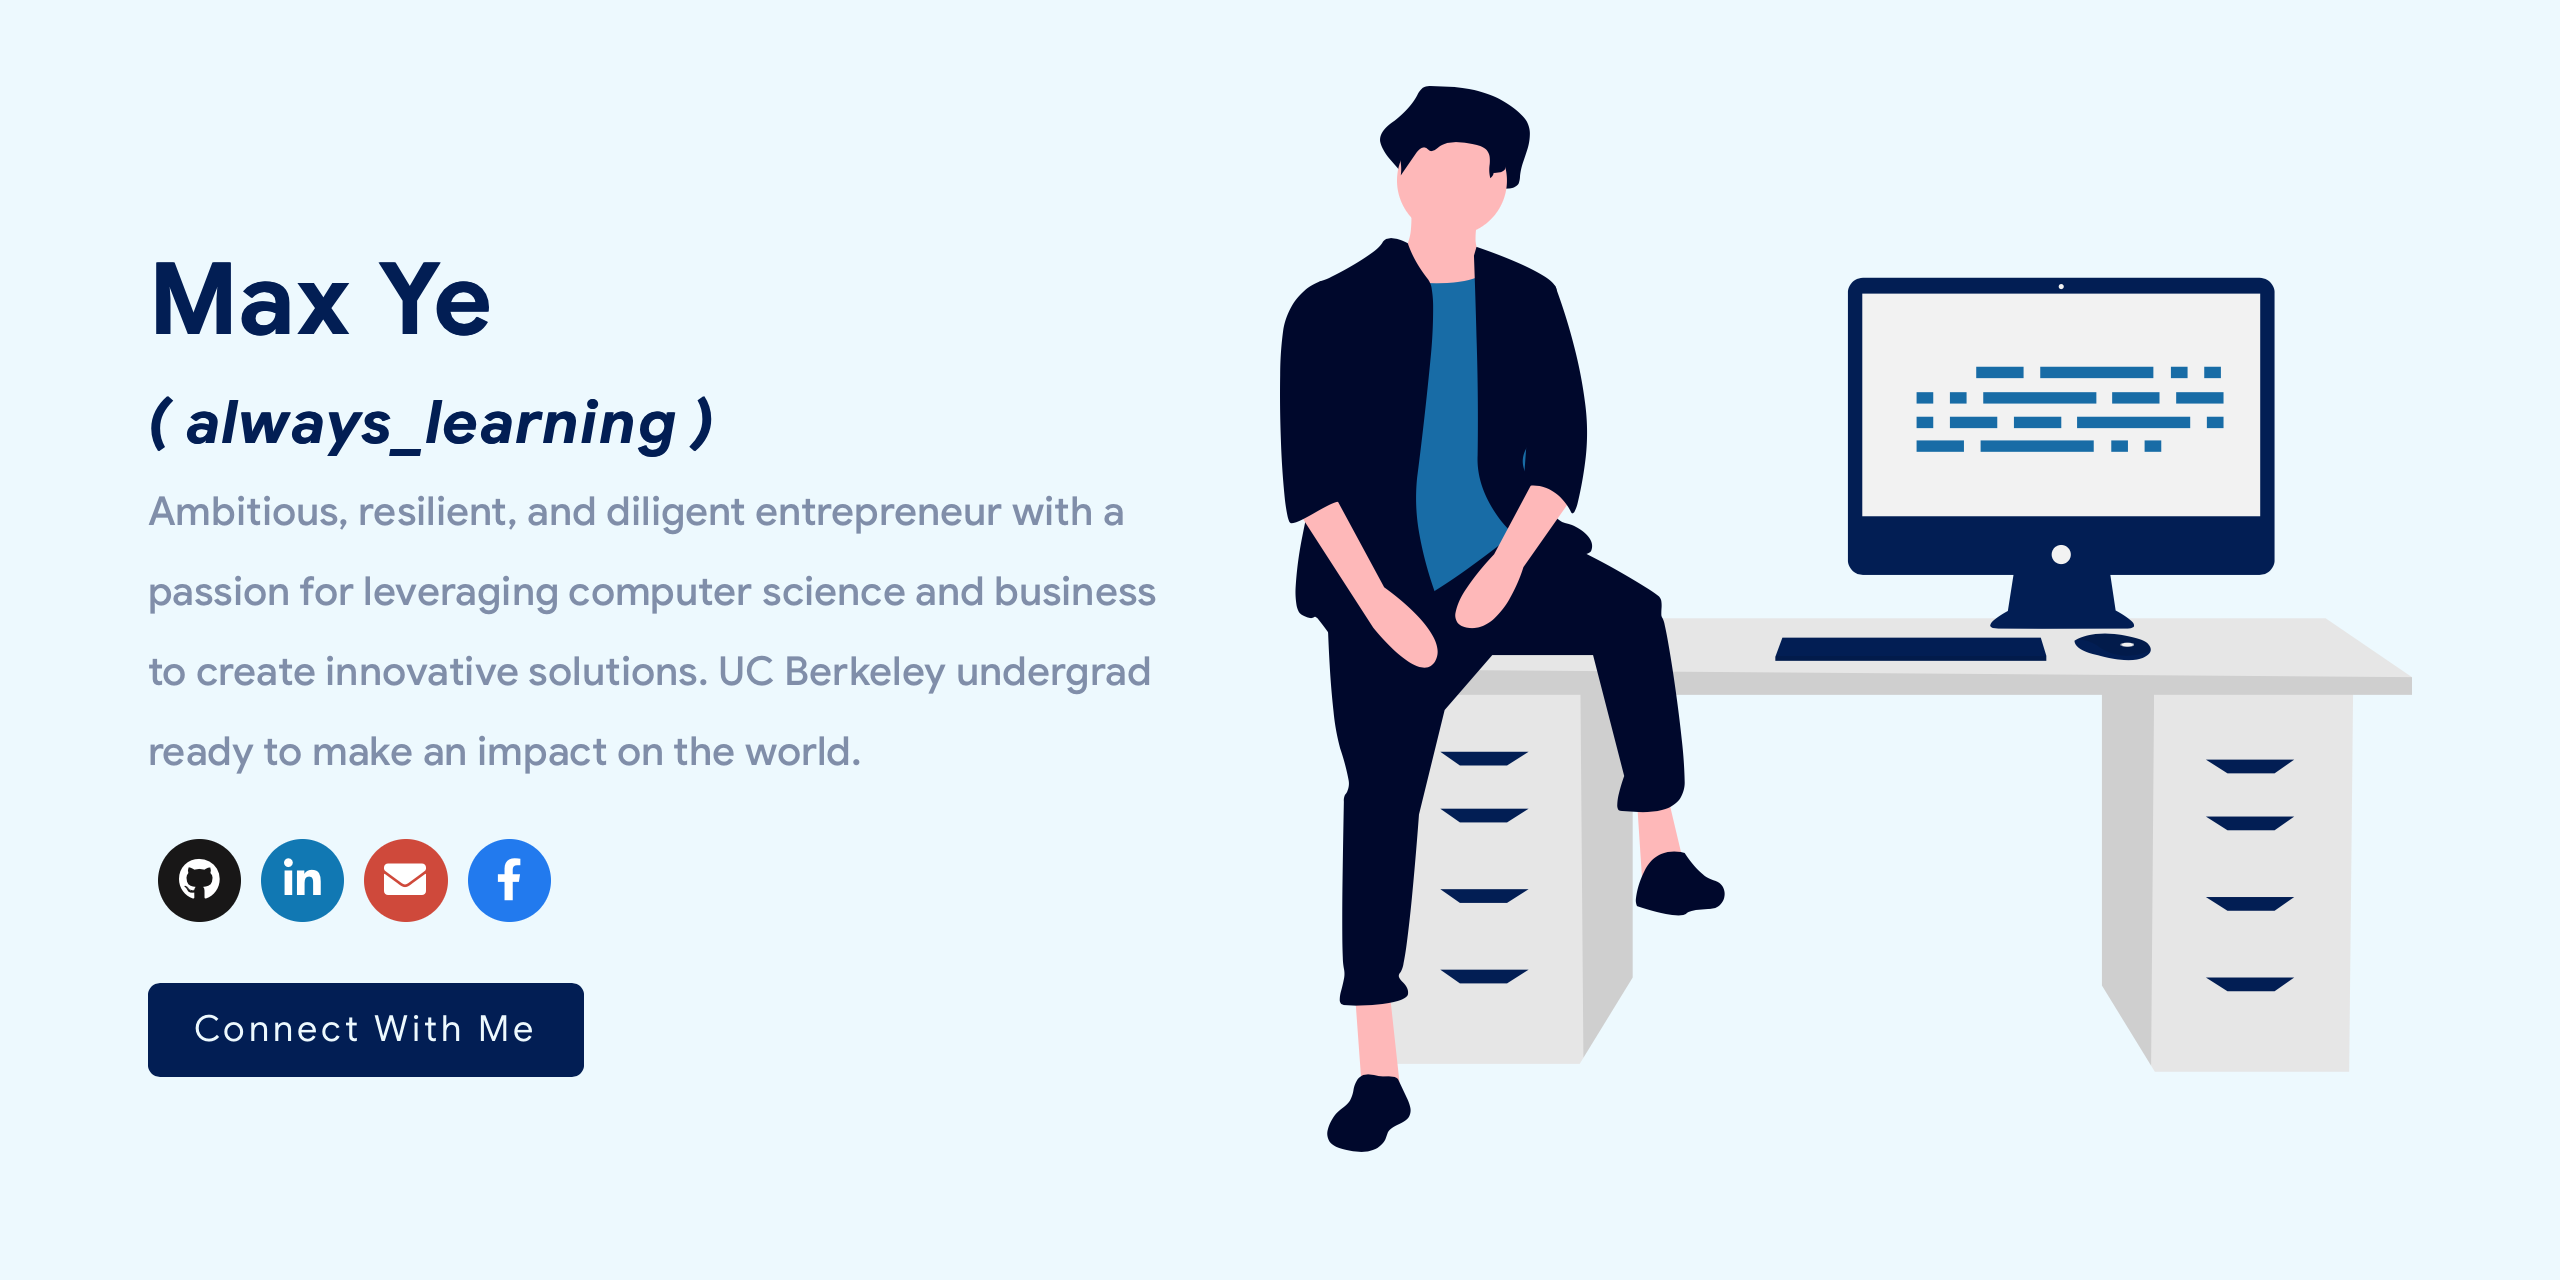 Max Ye
( always_learning )
Ambitious, resilient, and diligent entrepreneur with a
passion for leveraging computer science and business
to create innovative solutions. UC Berkeley undergrad
ready to make an impact on the world.
in f
Connect With Me